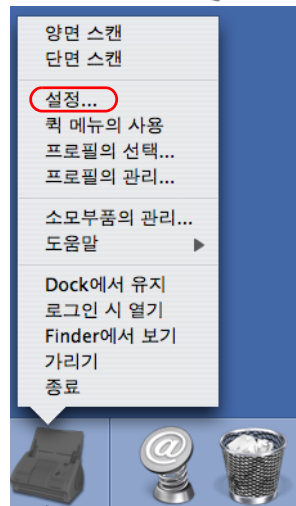 양면 스캔
단면 스캔
설정...
퀵 메뉴의 사용
프로필의 선택...
프로필의 관리...
소모부품의 관리...
도움말
Dock에서 유지
로그인 시 열기
Finder에서 보기
가리기
종료
@